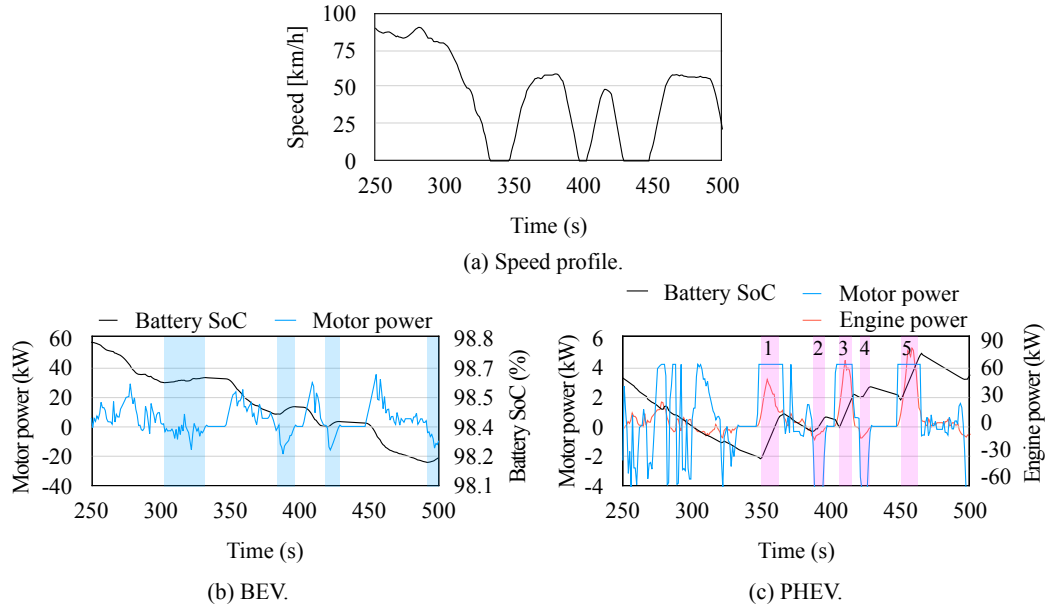 100
75
50
25
0
Speed [km/h]
250 300 350 400 450 500
Time (s)
(a) Speed profile.
Battery SoC Motor power
60
40
20
0
-20
-40
Motor power (kW)
98.8
98.7
98.5
98.4
98.2
98.1
Battery SoC (%)
250 300 350 400 450 500
Time (s)
(b) BEV.
Battery SoC Motor power
Engine power
6
4
2
0
-2
-4
Motor power (kW)
1 2 3 4 5
90
60
30
0
-30
-60
Engine power (kW)
250 300 350 400 450 500
Time (s)
(c) PHEV.